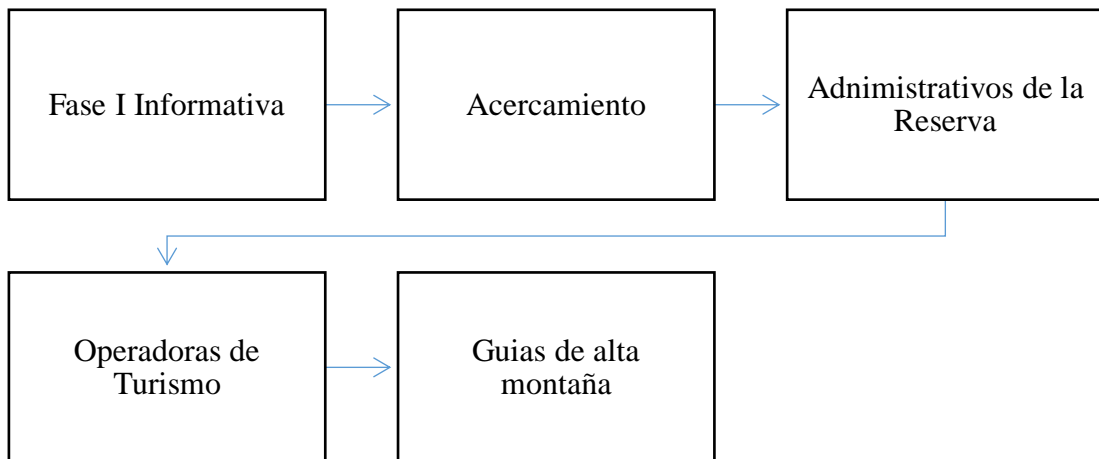 Fase I Informativa
Acercamiento
Adnimistrativos de la
Reserva
Operadoras de
Turismo
Guias de alta
montaña